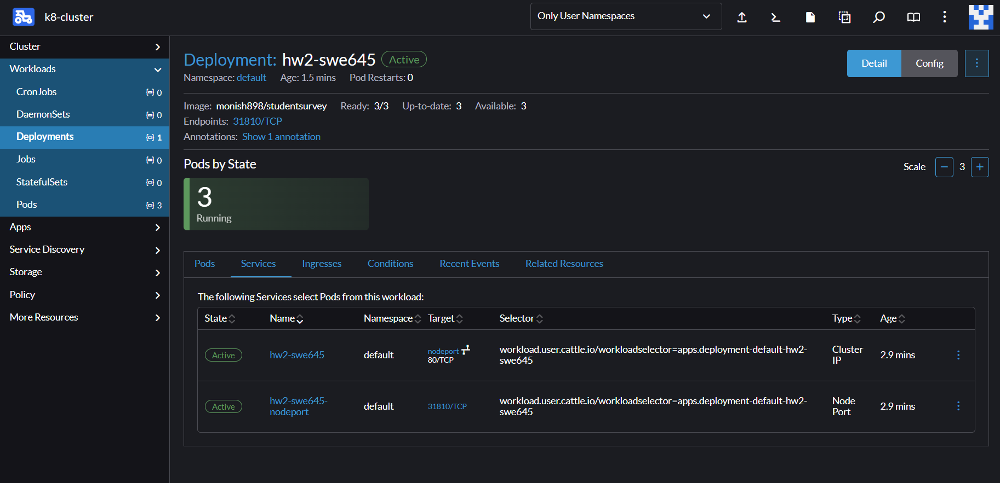 k8-cluster
Only User Namespaces
Cluster
Workloads
CronJobs 0
DaemonSets 0
Deployments 1
Jobs 0
StatefulSets 0
Pods 3
Apps
Service Discovery
Storage
Policy
More Resources
Deployment: hw2-swe645 Active
Detail Config
Namespace: default Age: 1.5 mins Pod Restarts: 0
Image: monish898/studentsurvey Ready: 3/3 Up-to-date: 3 Available: 3
Endpoints: 31810/TCP
Annotations: Show 1 annotation
Pods by State
Scale 3
3
Running
Pods Services Ingresses Conditions Recent Events Related Resources
The following Services select Pods from this workload:
State Name Namespace Target Selector Type Age
Active hw2-swe645 default nodeport 80/TCP workload.user.cattle.io/workloadselector=apps.deployment-default-hw2-swe645 Cluster IP 2.9 mins
Active hw2-swe645-nodeport default 31810/TCP workload.user.cattle.io/workloadselector=apps.deployment-default-hw2-swe645 Node Port 2.9 mins